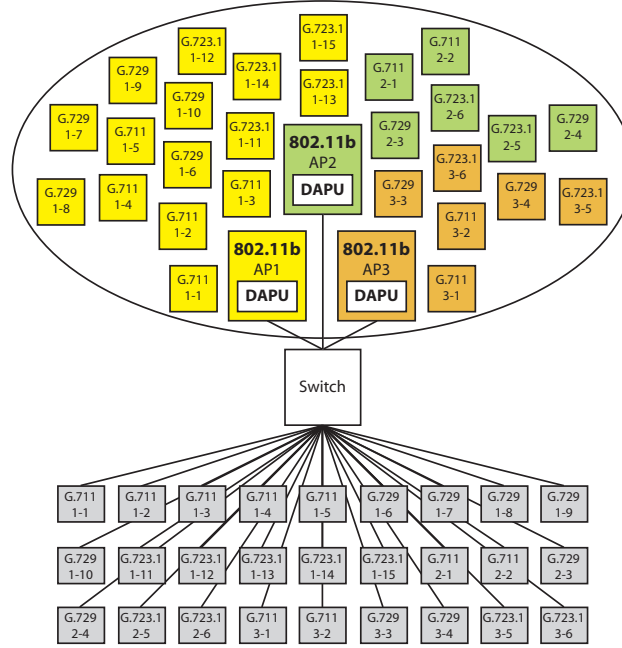 G.723.1
1-15
G.723.1
1-12
G.711
2-2
G.729
1-9
G.723.1
1-14
G.711
2-1
G.723.1
1-13
G.729
1-10
G.723.1
2-6
G.729
1-7
G.711
1-5
G.723.1
1-11
G.729
2-3
G.723.1
2-5
G.729
2-4
802.11b
AP2
DAPU
G.729
1-6
G.723.1
3-6
G.729
1-8
G.711
1-4
G.711
1-3
G.729
3-3
G.729
3-4
G.723.1
3-5
G.711
1-2
G.711
3-2
802.11b
AP1
DAPU
802.11b
AP3
DAPU
G.711
1-1
G.711
3-1
Switch
G.711 G.711 G.711 G.711 G.711 G.729 G.729 G.729 G.729
1-1 1-2 1-3 1-4 1-5 1-6 1-7 1-8 1-9
G.729 G.723.1 G.723.1 G.723.1 G.723.1 G.723.1 G.711 G.711 G.729
1-10 1-11 1-12 1-13 1-14 1-15 2-1 2-2 2-3
G.729 G.723.1 G.723.1 G.711 G.711 G.729 G.729 G.723.1 G.723.1
2-4 2-5 2-6 3-1 3-2 3-3 3-4 3-5 3-6